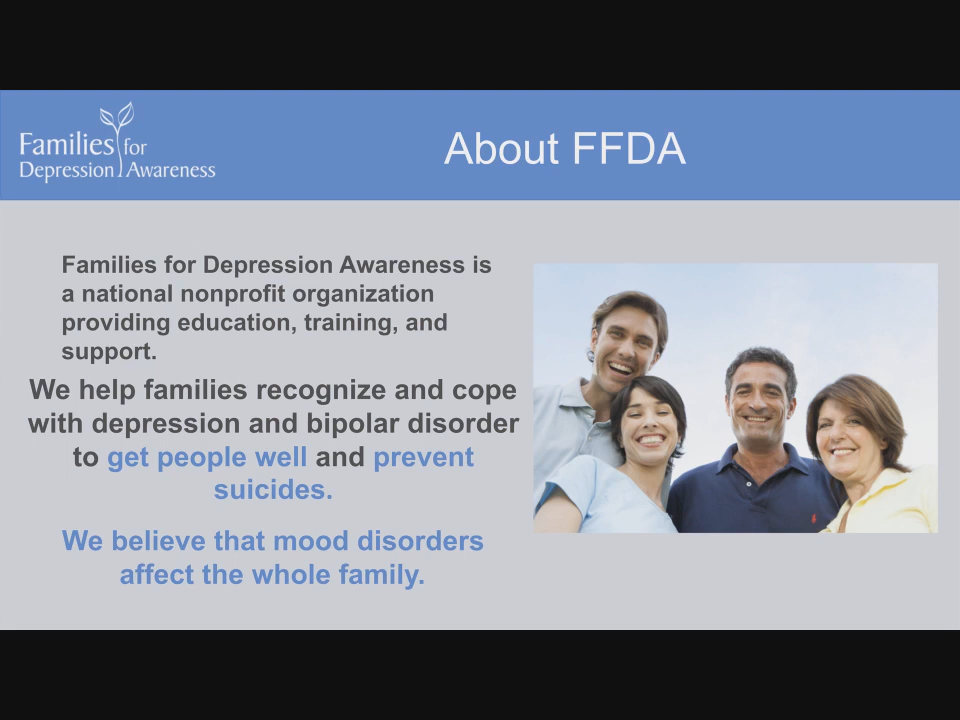 Families for
Depression Awareness
About FFDA
Families for Depression Awareness is
a national nonprofit organization
providing education, training, and
support.
We help families recognize and cope
with depression and bipolar disorder
to get people well and prevent
suicides.
We believe that mood disorders
affect the whole family.